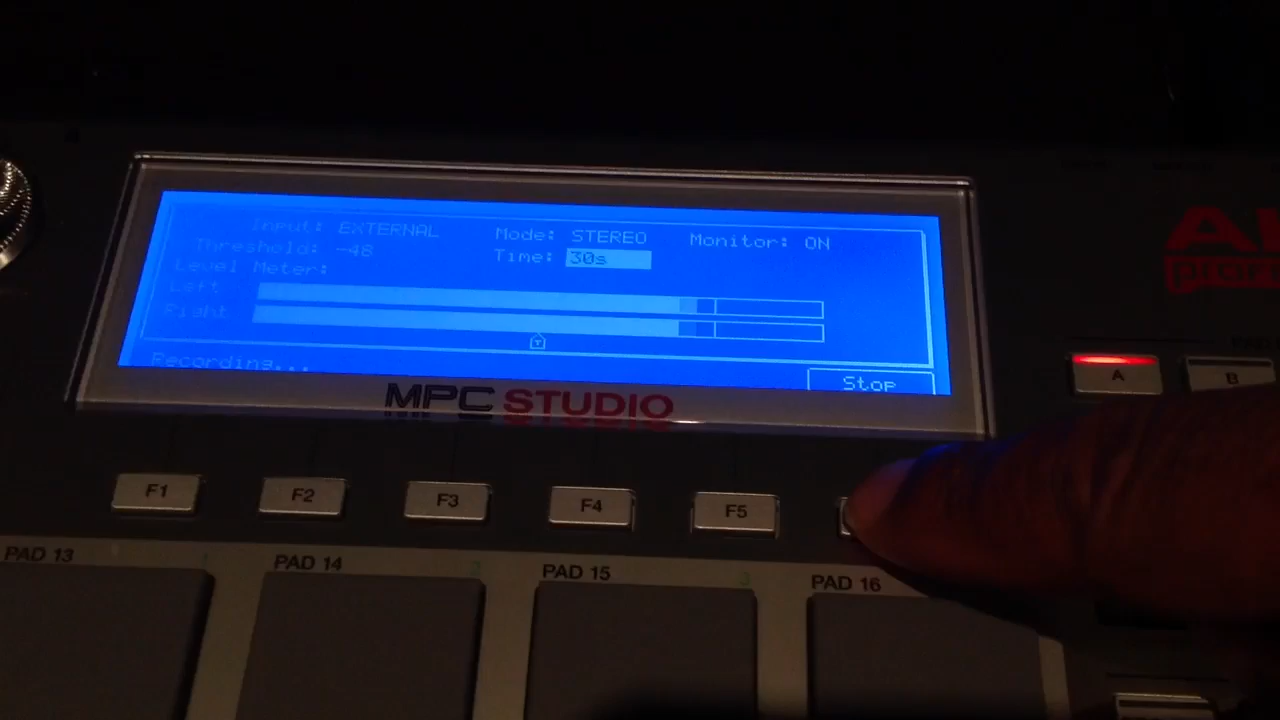 Input: EXTERNAL Mode: STEREO Monitor: ON
Threshold: -48 Time: 30s
Level Meter:
Left
Right
T
Recording...
Stop
MPC STUDIO
A
B
F1 F2 F3 F4 F5
PAD 13 PAD 14 PAD 15 PAD 16